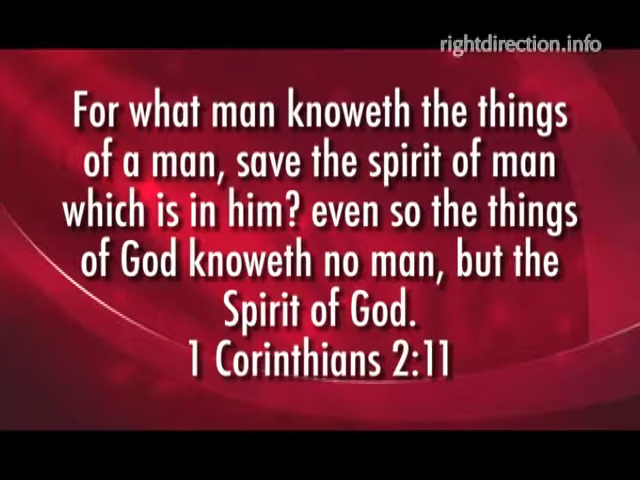 rightdirection.info
For what man knoweth the things
of a man, save the spirit of man
which is in him? even so the things
of God knoweth no man, but the
Spirit of God.
1 Corinthians 2:11